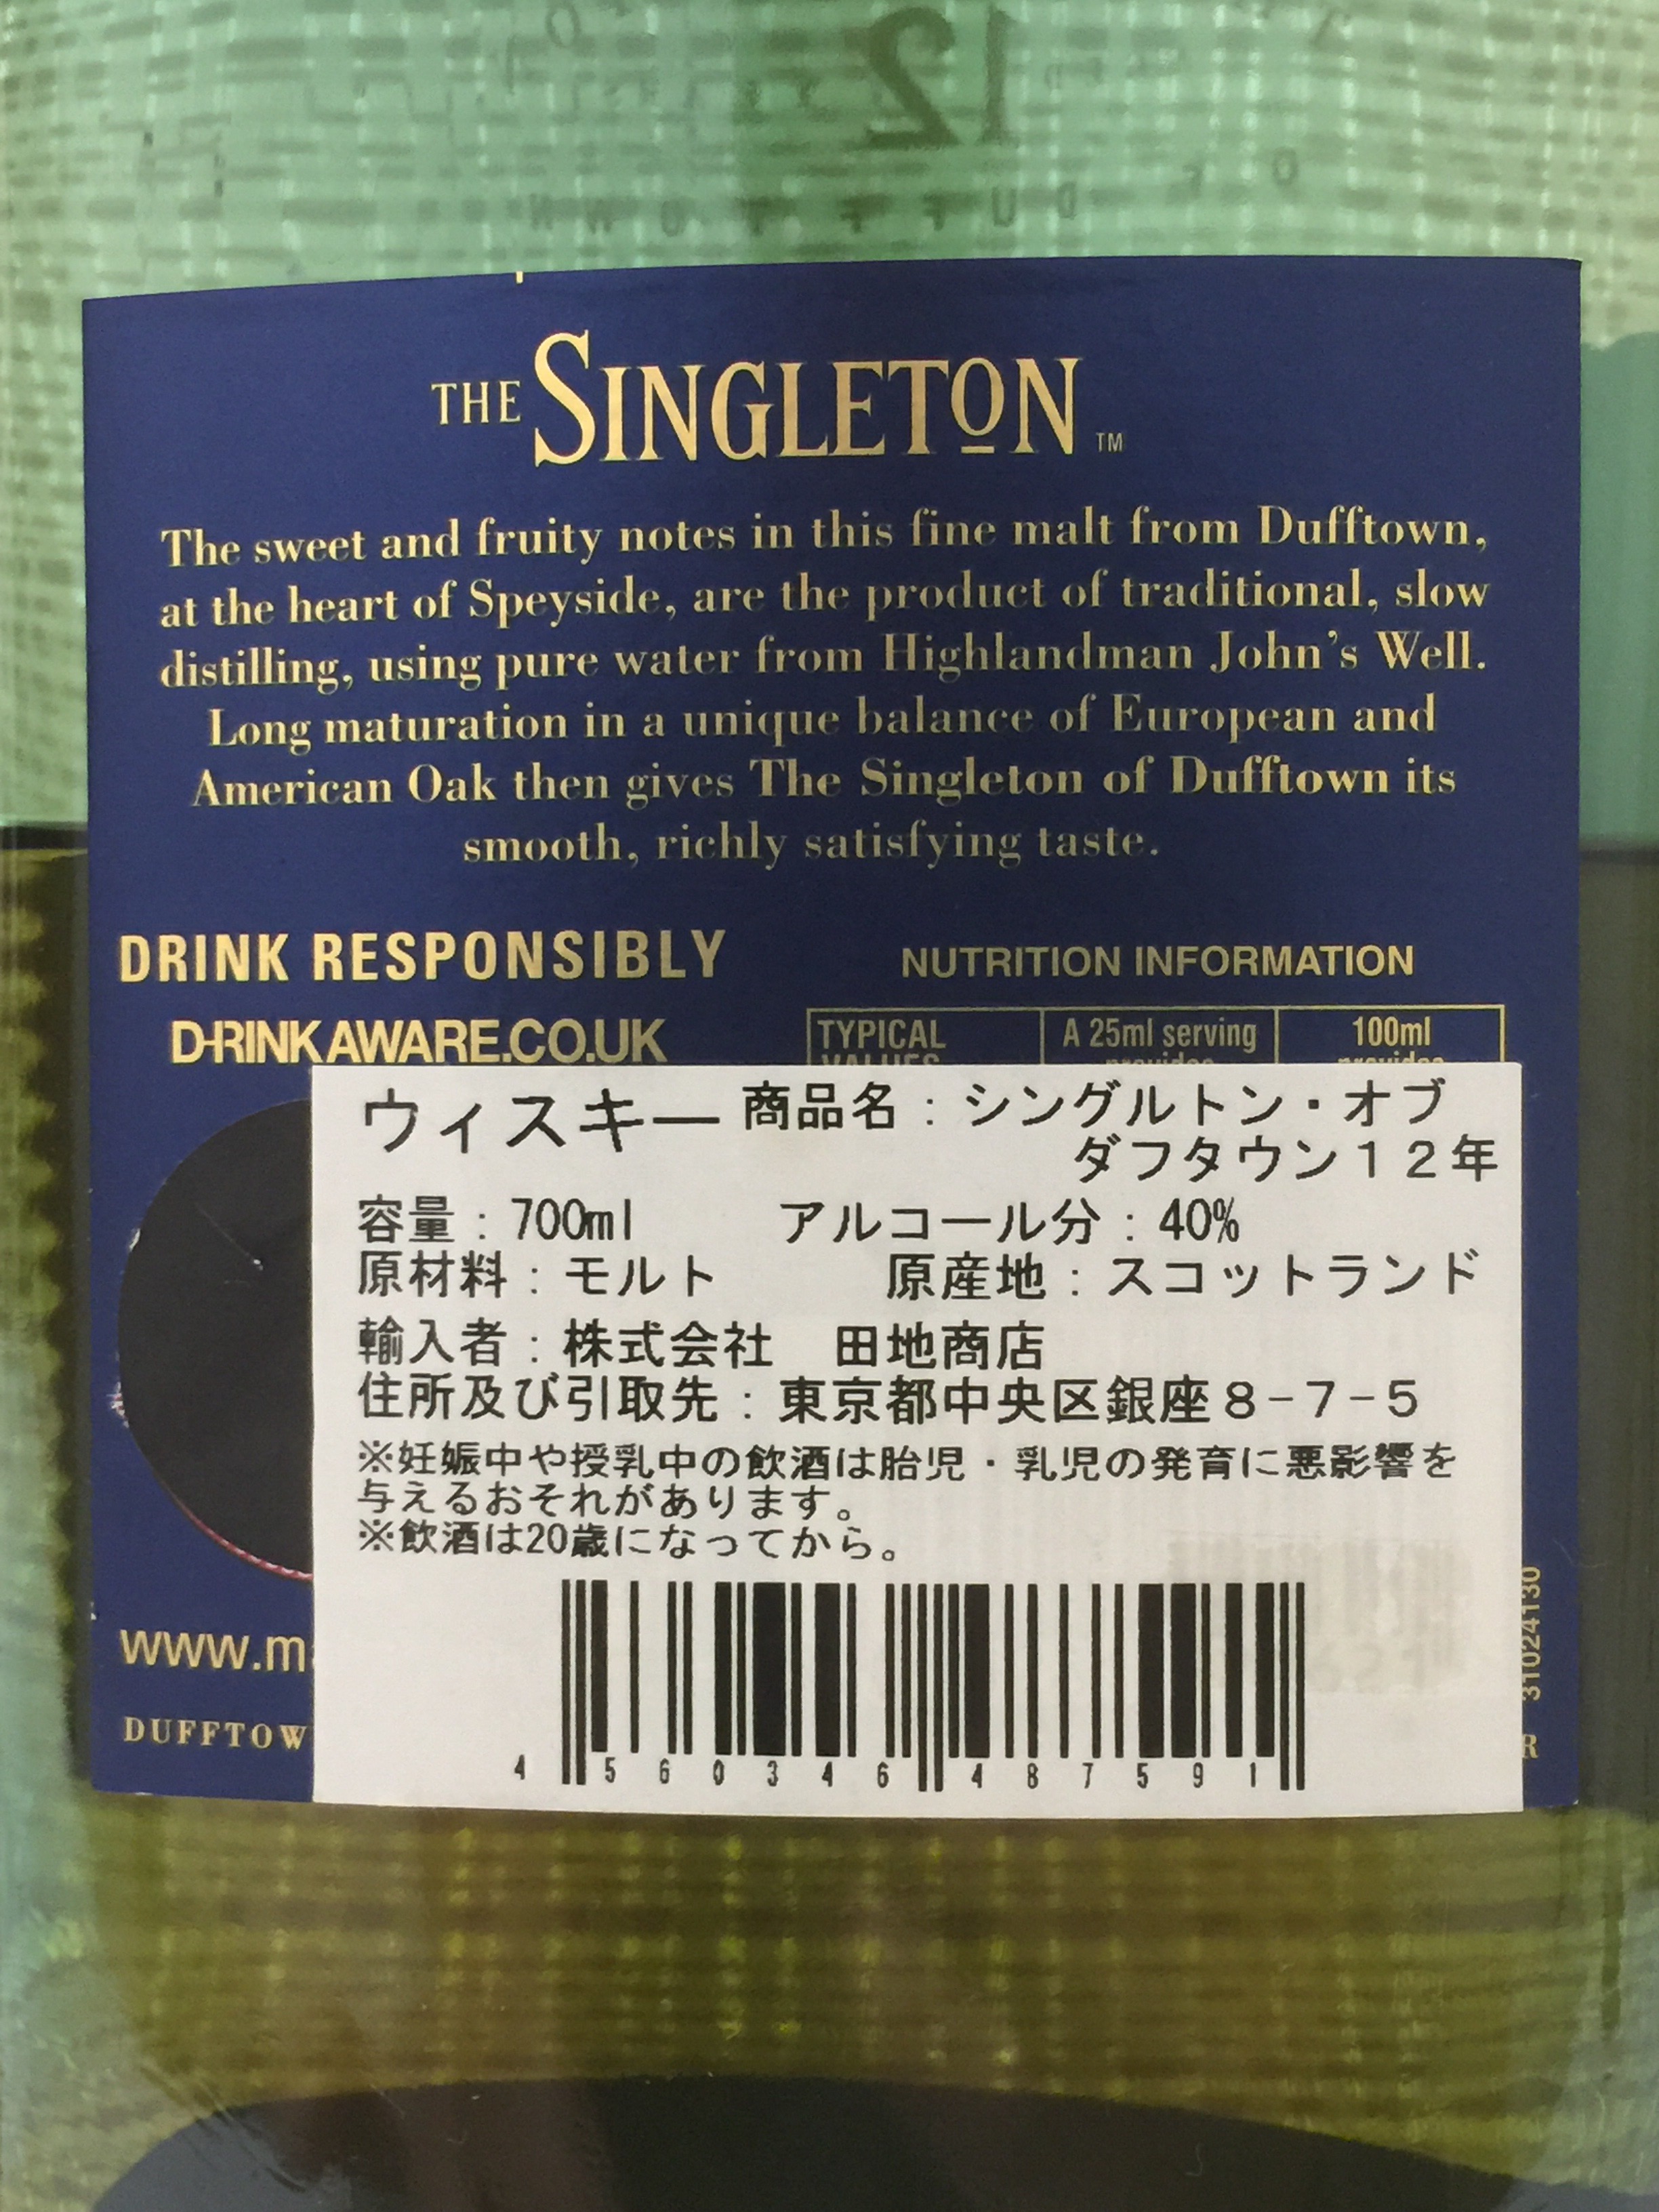 12
OF DUFFTOWN
THE SINGLETON ™
The sweet and fruity notes in this fine malt from Dufftown,
at the heart of Speyside, are the product of traditional, slow
distilling, using pure water from Highlandman John's Well.
Long maturation in a unique balance of European and
American Oak then gives The Singleton of Dufftown its
smooth, richly satisfying taste.
DRINK RESPONSIBLY
NUTRITION INFORMATION
DRINKAWARE.CO.UK
TYPICAL VALUES
A 25ml serving provides
100ml provides
ウィスキー 商品名：シングルトン・オブ
ダフタウン１２年
容量：700ml アルコール分：40%
原材料：モルト 原産地：スコットランド
輸入者：株式会社 田地商店
住所及び引取先：東京都中央区銀座８-７-５
※妊娠中や授乳中の飲酒は胎児・乳児の発育に悪影響を
与えるおそれがあります。
※飲酒は20歳になってから。
4 560346 487591
www.m
DUFFTOW
31024130
R